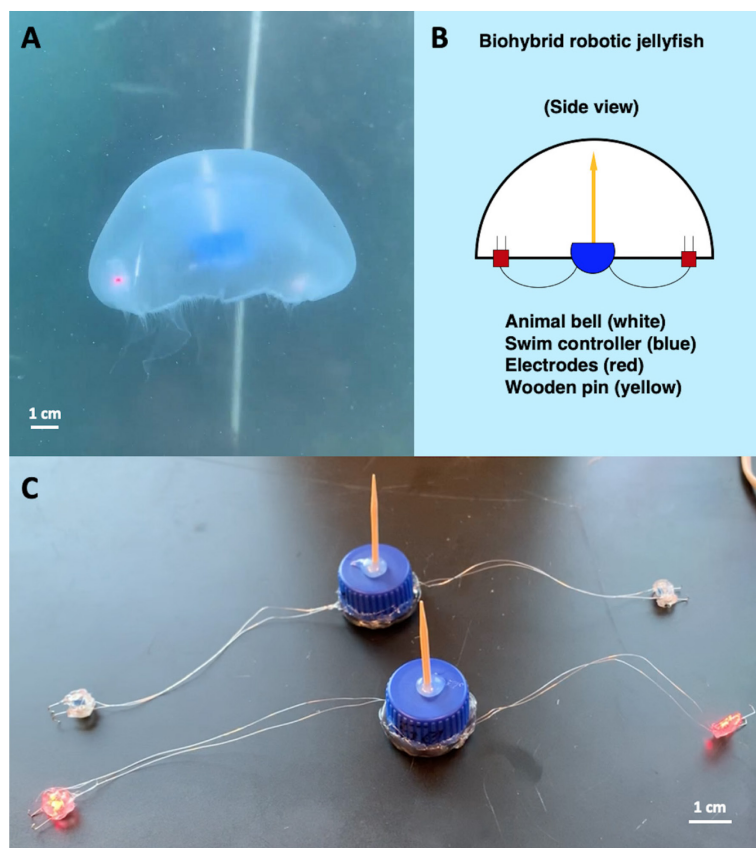 A
1 cm
B
Biohybrid robotic jellyfish
(Side view)
Animal bell (white)
Swim controller (blue)
Electrodes (red)
Wooden pin (yellow)
C
1 cm